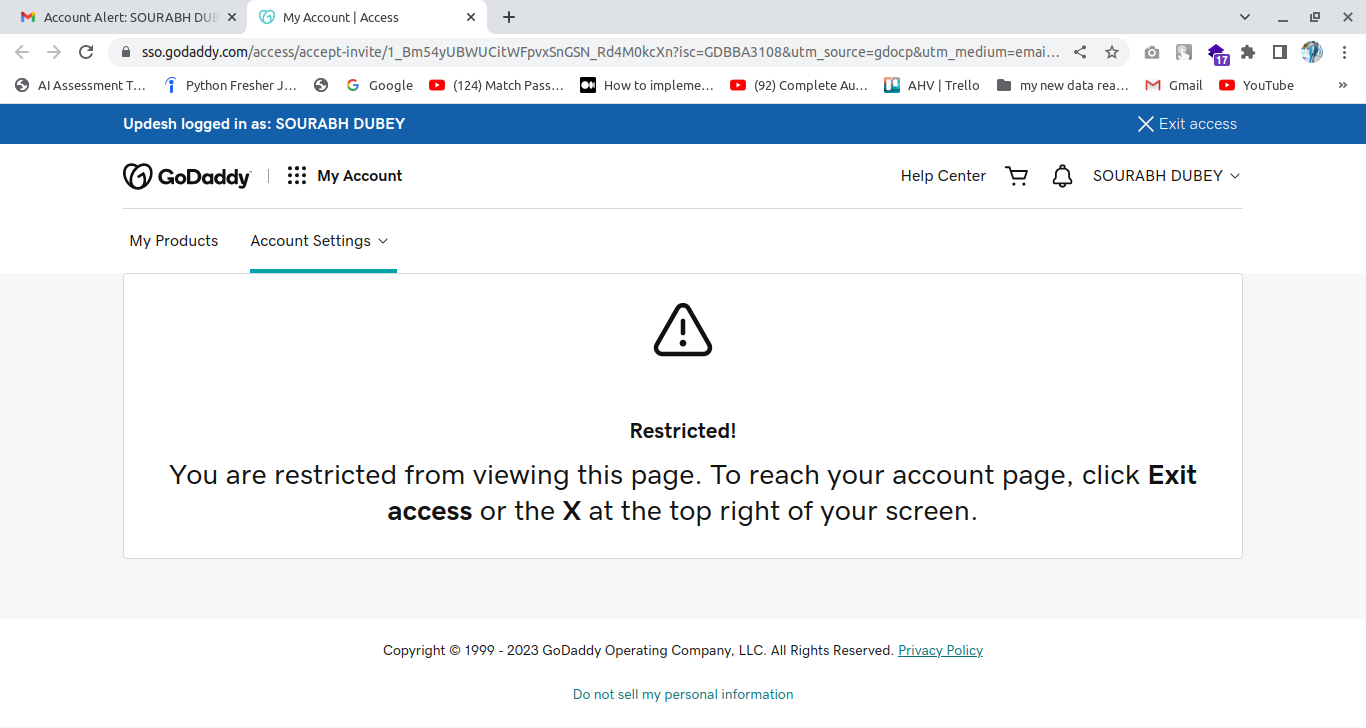 Account Alert: SOURABH DUB
My Account | Access
sso.godaddy.com/access/accept-invite/1_Bm54yUBWUCitWFpvxSnGSN_Rd4M0kcXn?isc=GDBBA3108&utm_source=gdocp&utm_medium=emai...
17
AI Assessment T...
Python Fresher J...
Google
(124) Match Pass...
How to impleme...
(92) Complete Au...
AHV | Trello
my new data rea...
Gmail
YouTube
»
Updesh logged in as: SOURABH DUBEY
Exit access
GoDaddy
My Account
Help Center
SOURABH DUBEY
My Products
Account Settings
Restricted!
You are restricted from viewing this page. To reach your account page, click Exit
access or the X at the top right of your screen.
Copyright © 1999 - 2023 GoDaddy Operating Company, LLC. All Rights Reserved. Privacy Policy
Do not sell my personal information